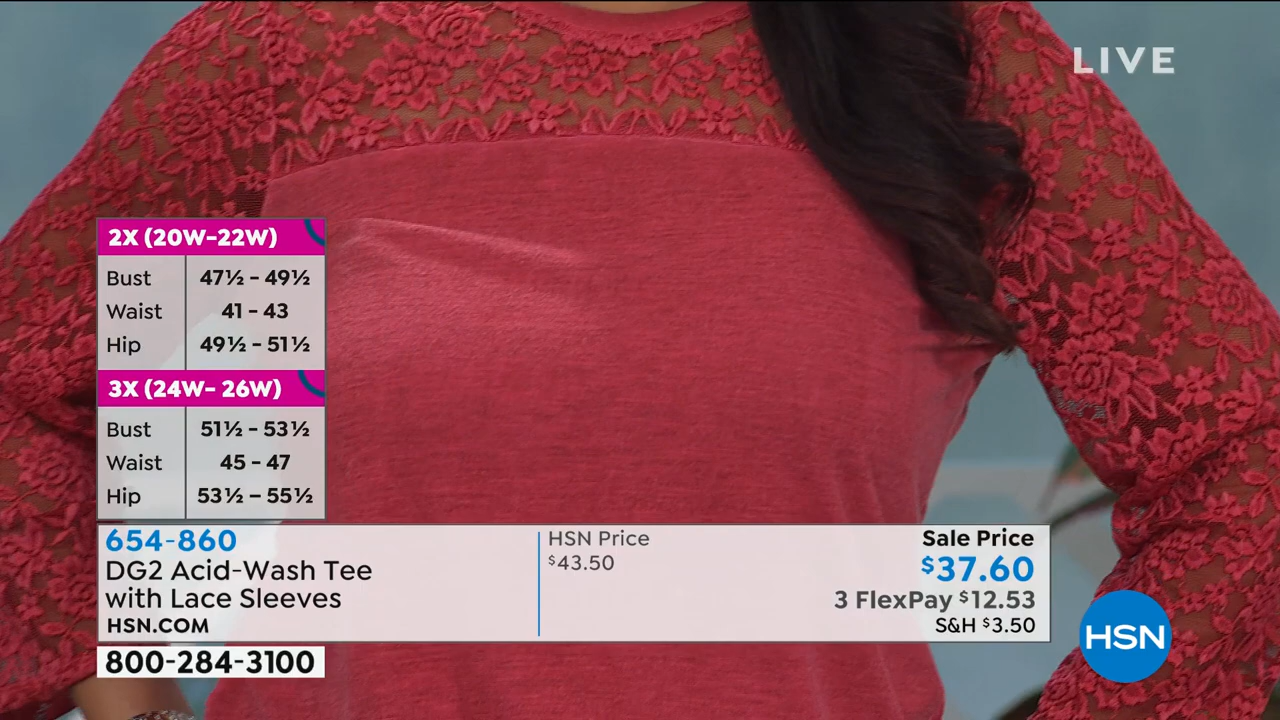 LIVE
2X (20W-22W)
Bust 47½ - 49½
Waist 41 - 43
Hip 49½ - 51½
3X (24W- 26W)
Bust 51½ - 53½
Waist 45 - 47
Hip 53½ - 55½
654-860
DG2 Acid-Wash Tee
with Lace Sleeves
HSN.COM
HSN Price
$43.50
Sale Price
$37.60
3 FlexPay $12.53
S&H $3.50
800-284-3100
HSN